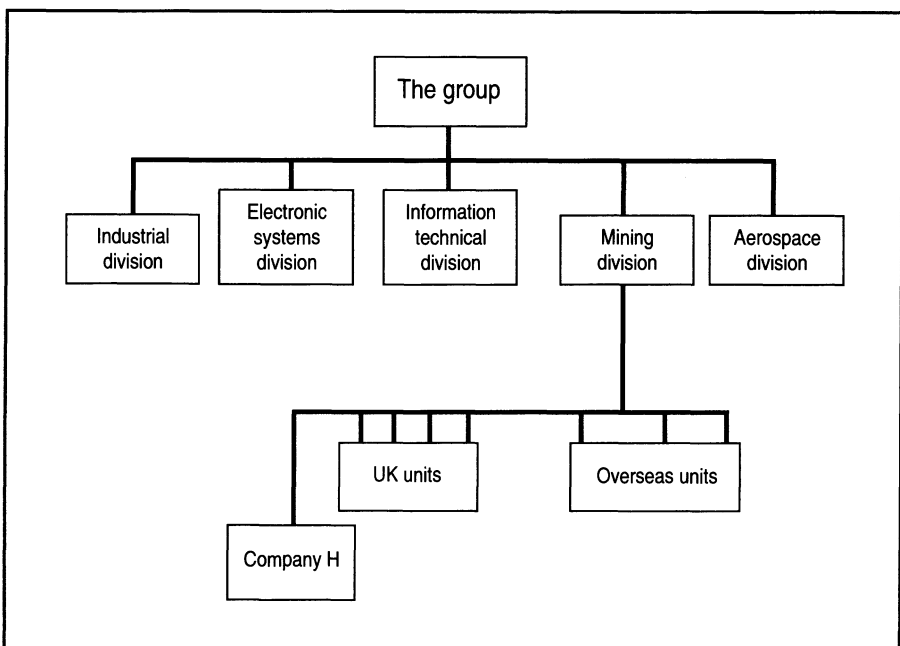 The group
Industrial
division
Electronic
systems
division
Information
technical
division
Mining
division
Aerospace
division
UK units
Overseas units
Company H